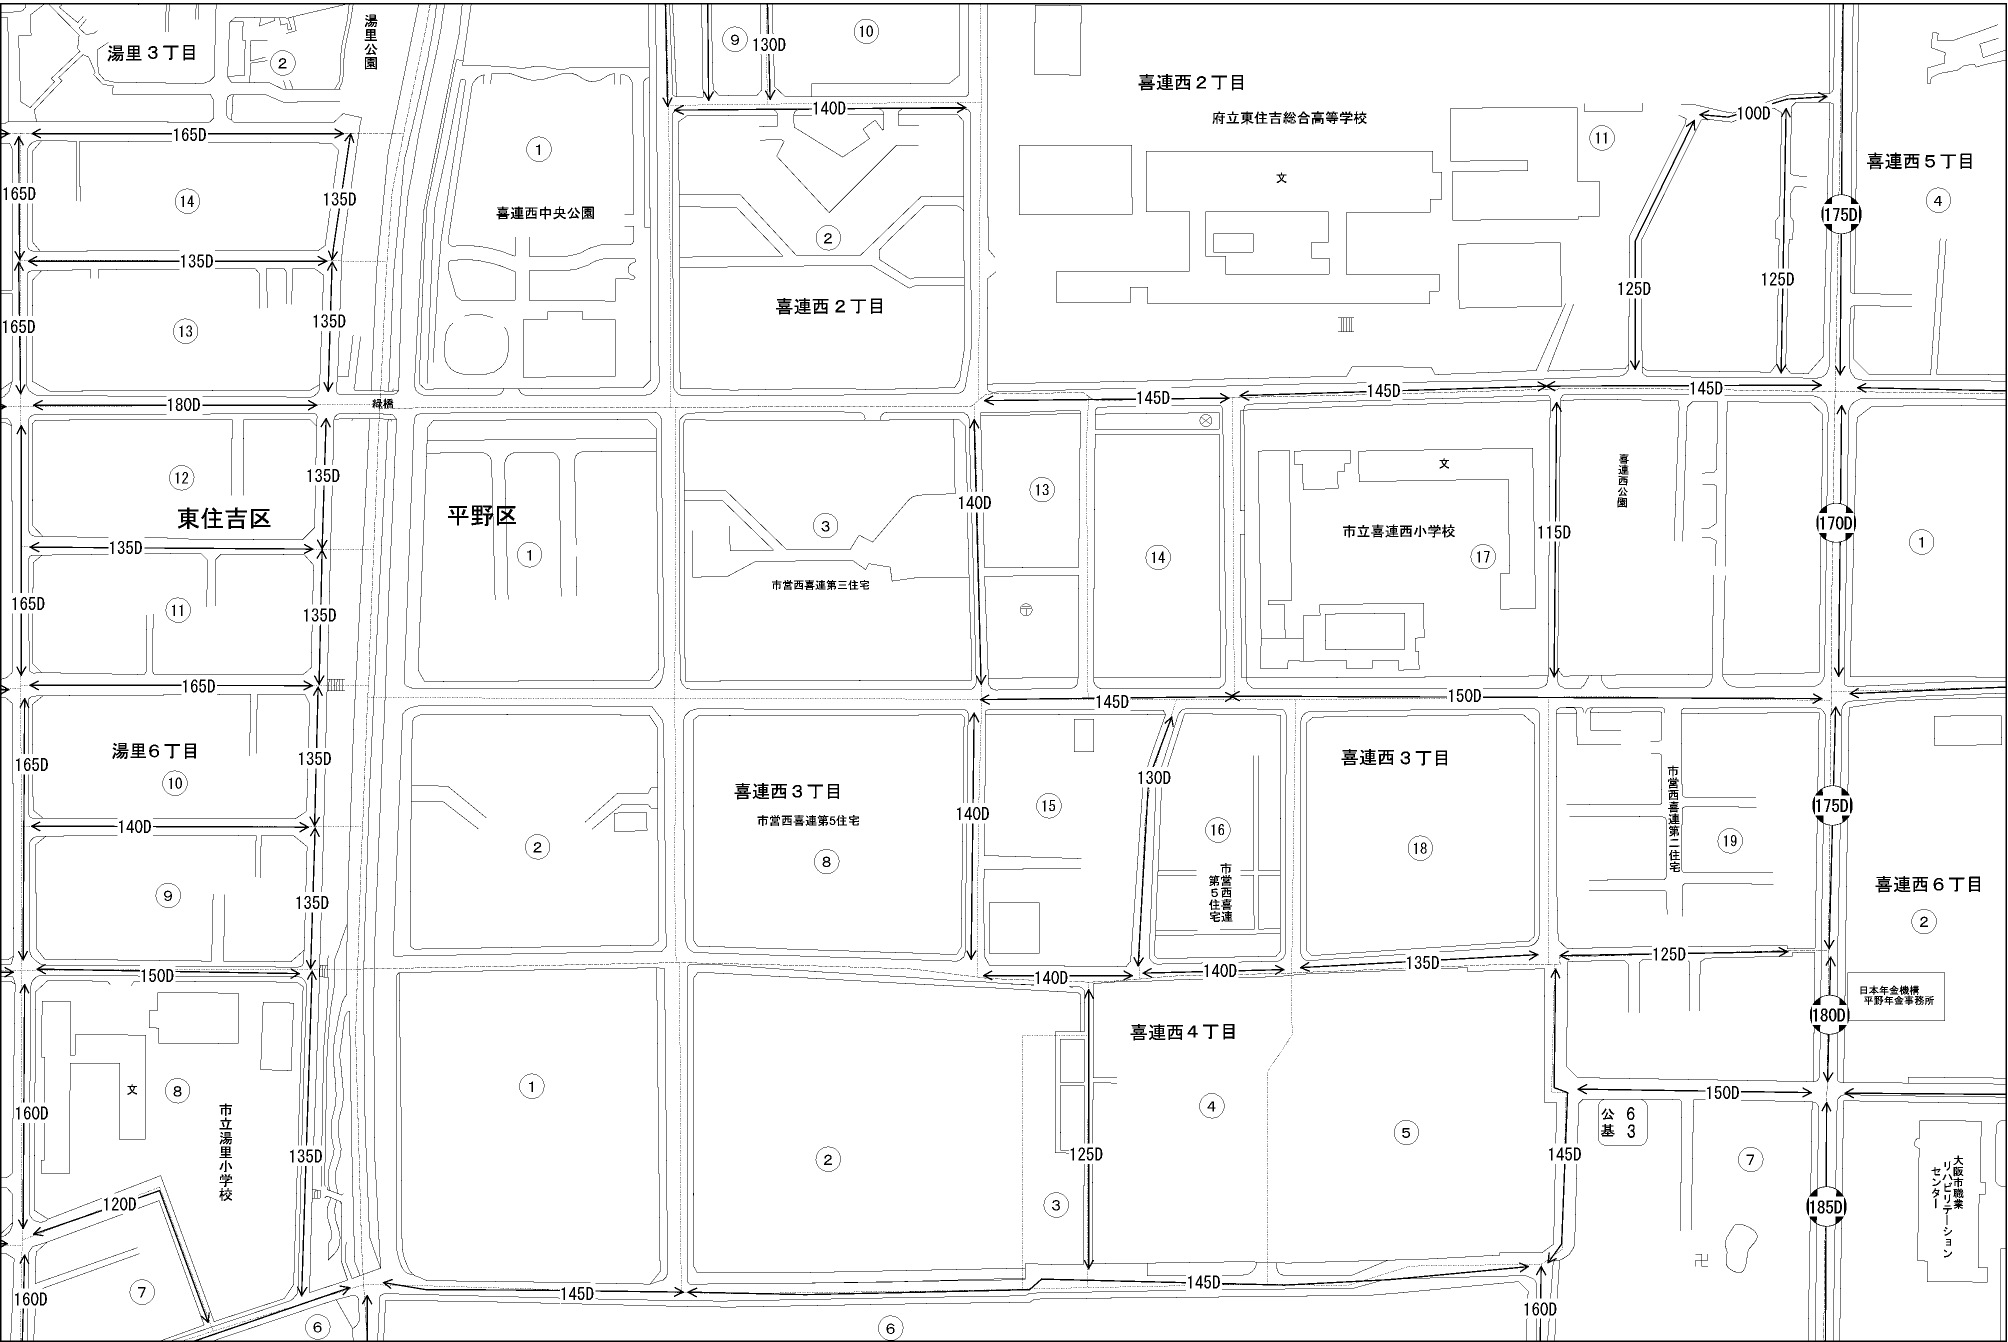 湯里３丁目
②
湯里公園
⑨
130D
⑩
140D
喜連西２丁目
府立東住吉総合高等学校
⑪
100D
喜連西５丁目
④
175D
165D
①
文
165D
⑭
135D
喜連西中央公園
②
135D
125D
125D
喜連西２丁目
165D
⑬
135D
180D
緑橋
145D
145D
145D
⑫
135D
東住吉区
平野区
①
③
市営西喜連第三住宅
140D
⑬
〒
⑭
文
市立喜連西小学校
⑰
115D
喜連西公園
170D
①
135D
165D
⑪
135D
165D
145D
150D
湯里６丁目
165D
⑩
135D
140D
②
喜連西３丁目
市営西喜連第5住宅
⑧
140D
⑮
130D
⑯
市営西喜連
第５住宅
喜連西３丁目
⑱
市営西喜連第二住宅
⑲
175D
喜連西６丁目
②
⑨
135D
150D
140D
140D
135D
125D
日本年金機構
平野年金事務所
180D
喜連西４丁目
文
⑧
160D
市立湯里小学校
135D
①
②
③
125D
④
⑤
145D
150D
公 6
基 3
⑦
185D
大阪市職業
リハビリテーション
センター
120D
⑦
160D
145D
145D
160D
卍
⑥
⑥